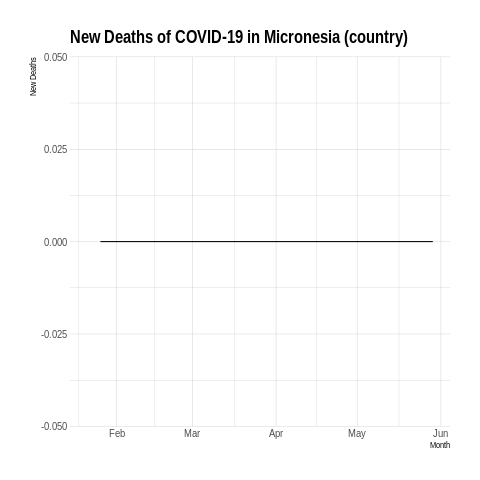 New Deaths of COVID-19 in Micronesia (country)
New Deaths
0.050
0.025
0.000
-0.025
-0.050
Feb Mar Apr May Jun
Month